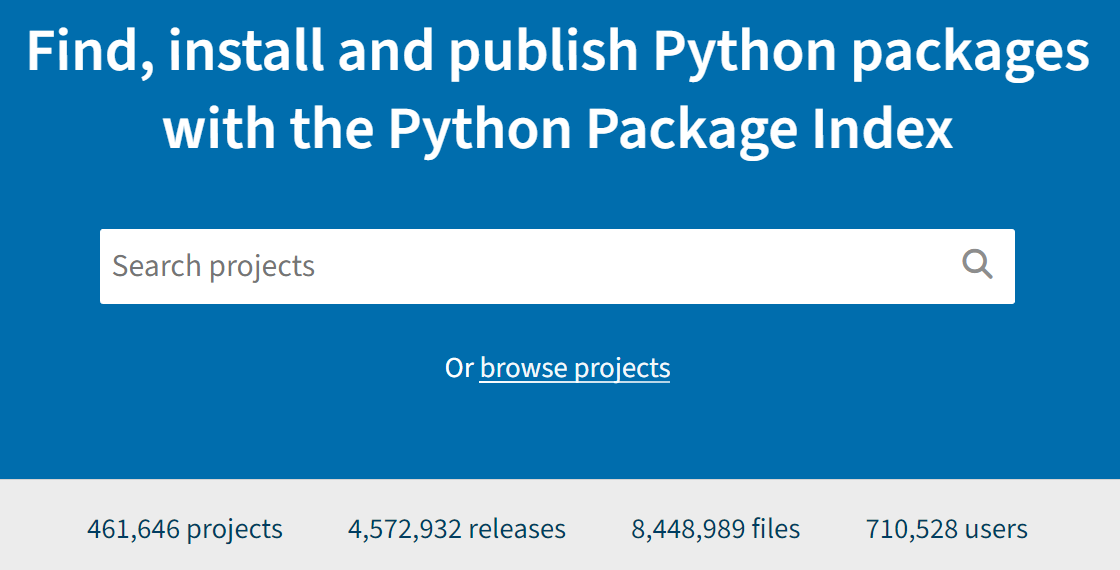 Find, install and publish Python packages
with the Python Package Index
Search projects
Or browse projects
461,646 projects 4,572,932 releases 8,448,989 files 710,528 users